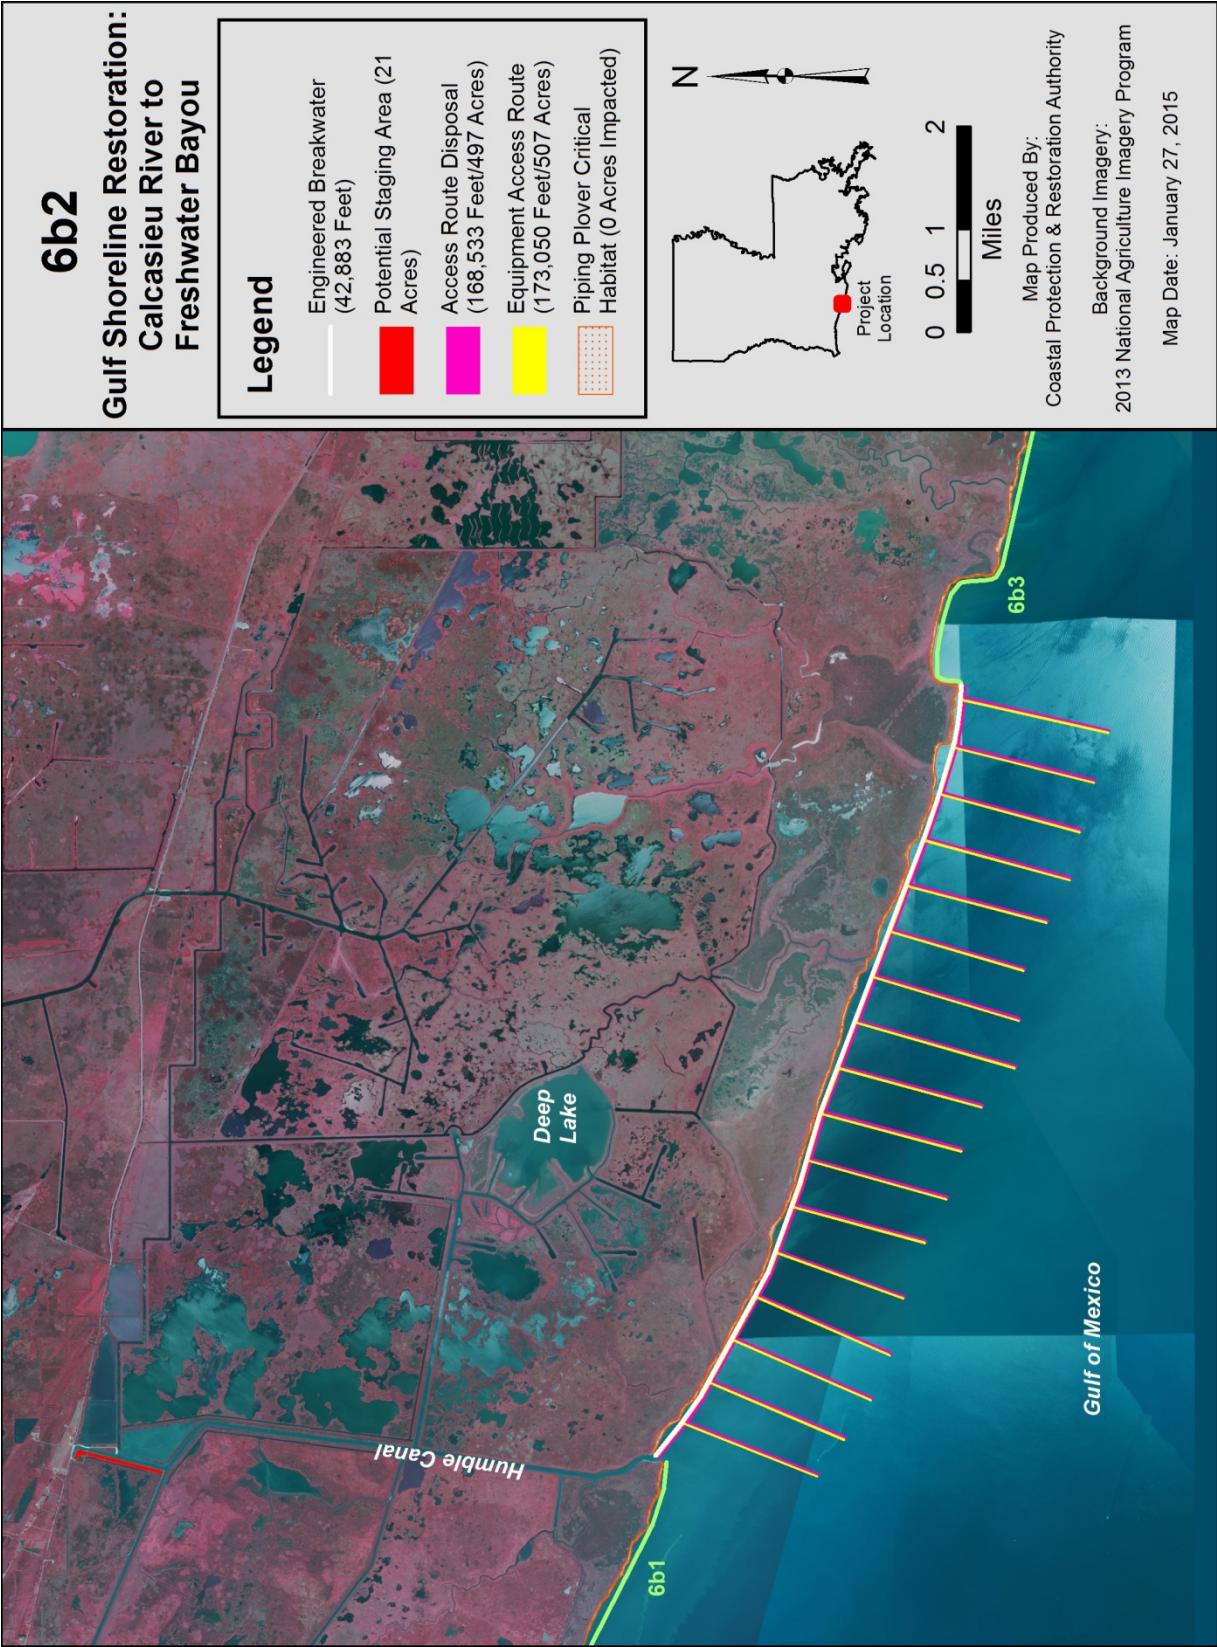 6b2
Gulf Shoreline Restoration:
Calcasieu River to
Freshwater Bayou
Legend
Engineered Breakwater
(42,883 Feet)
Potential Staging Area (21
Acres)
Access Route Disposal
(168,533 Feet/497 Acres)
Equipment Access Route
(173,050 Feet/507 Acres)
Piping Plover Critical
Habitat (0 Acres Impacted)
N
Project
Location
0 0.5 1 2
Miles
Map Produced By:
Coastal Protection & Restoration Authority
Background Imagery:
2013 National Agriculture Imagery Program
Map Date: January 27, 2015
Humble Canal
Deep
Lake
6b1
6b3
Gulf of Mexico